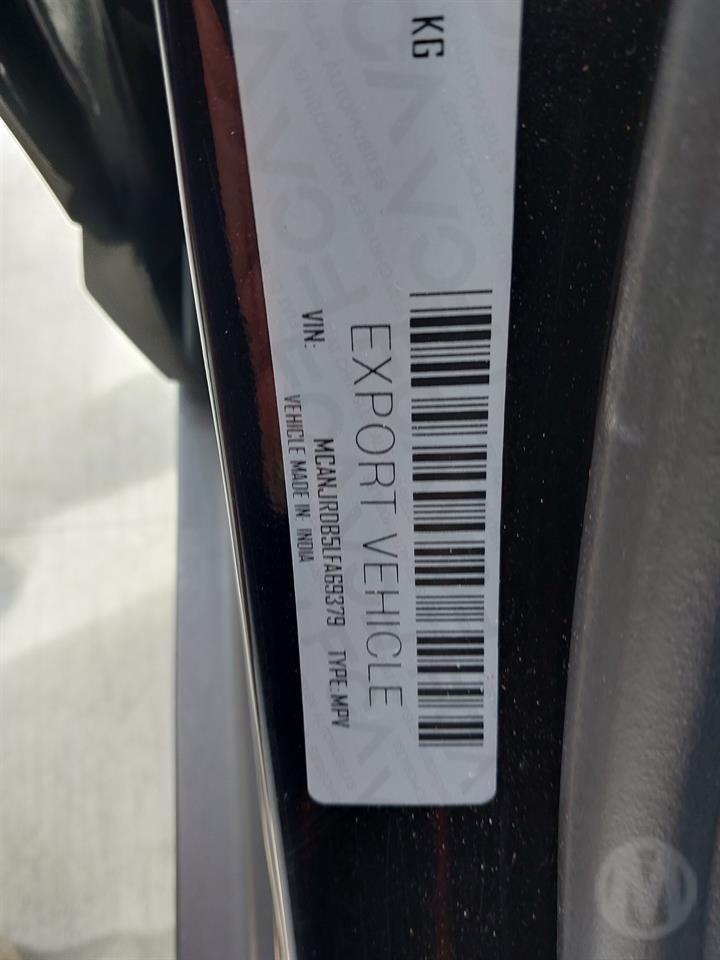 KG
EXPORT VEHICLE
VIN: MCANJRDB5LFA69379 TYPE:MPV
VEHICLE MADE IN: INDIA
M